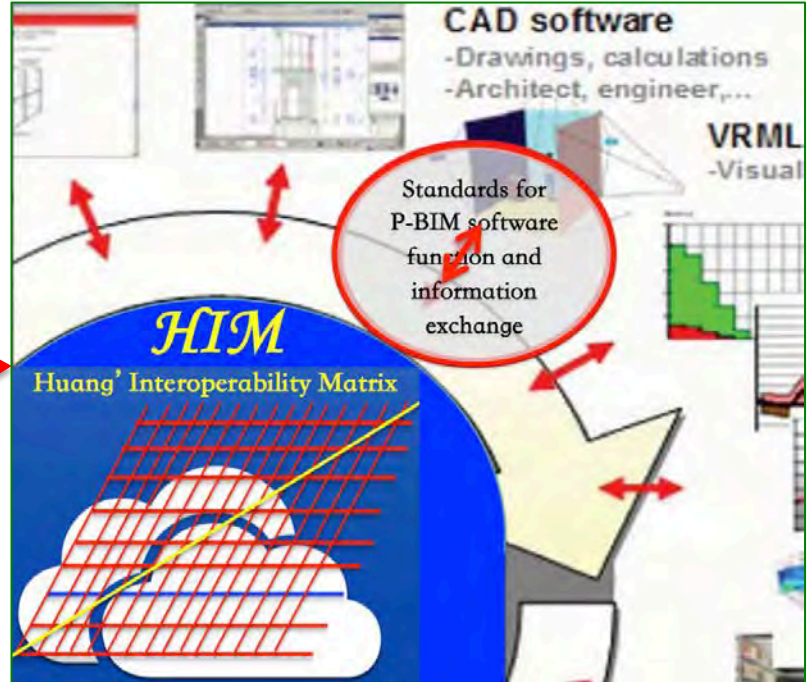 CAD software
-Drawings, calculations
-Architect, engineer,...
VRML
-Visual
Standards for
P-BIM software
function and
information
exchange
HIM
Huang' Interoperability Matrix